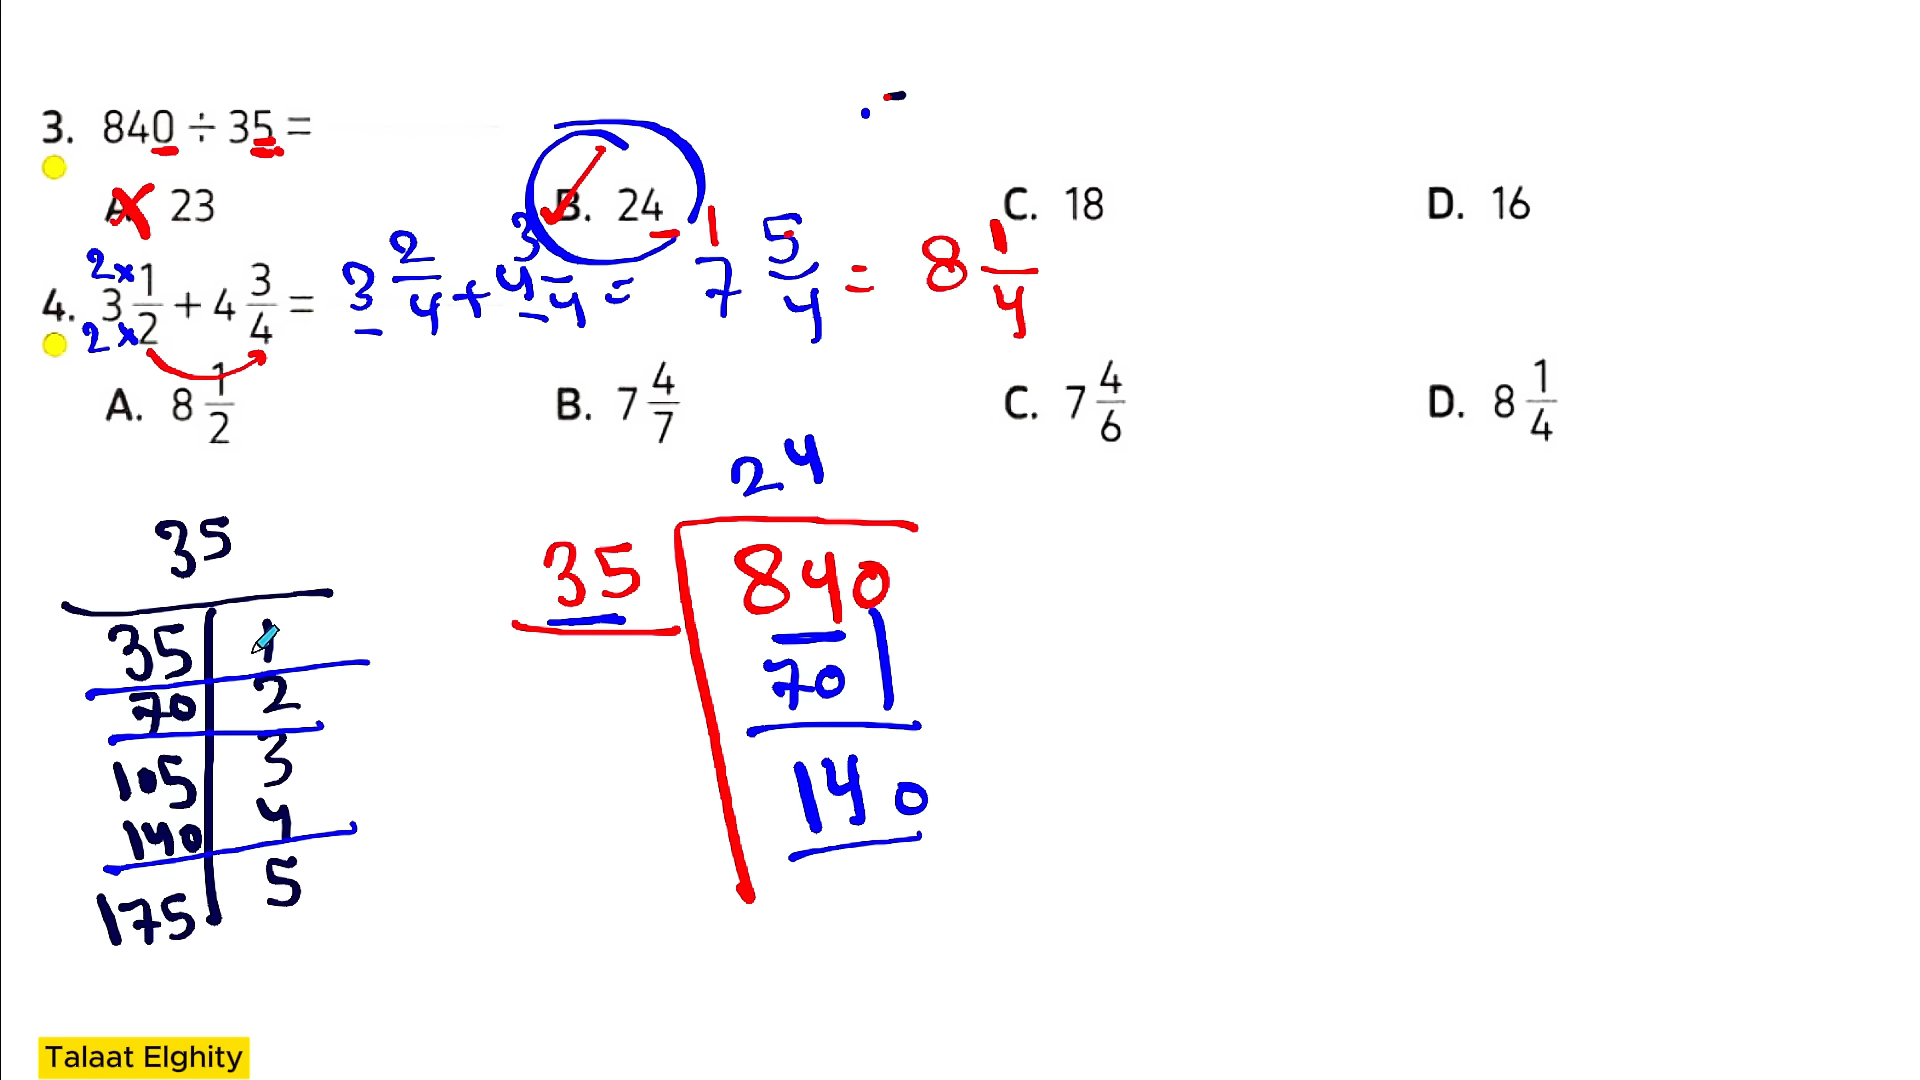 3. 840 ÷ 35 =
A. 23
B. 24
C. 18
D. 16
4. 3 1/2 + 4 3/4 = 3 2/4 + 4 3/4 = 7 5/4 = 8 1/4
2×
2×
1
A. 8 1/2
B. 7 4/7
C. 7 4/6
D. 8 1/4
35
35 1
70 2
105 3
140 4
175 5
24
35 840
70
140
Talaat Elghity